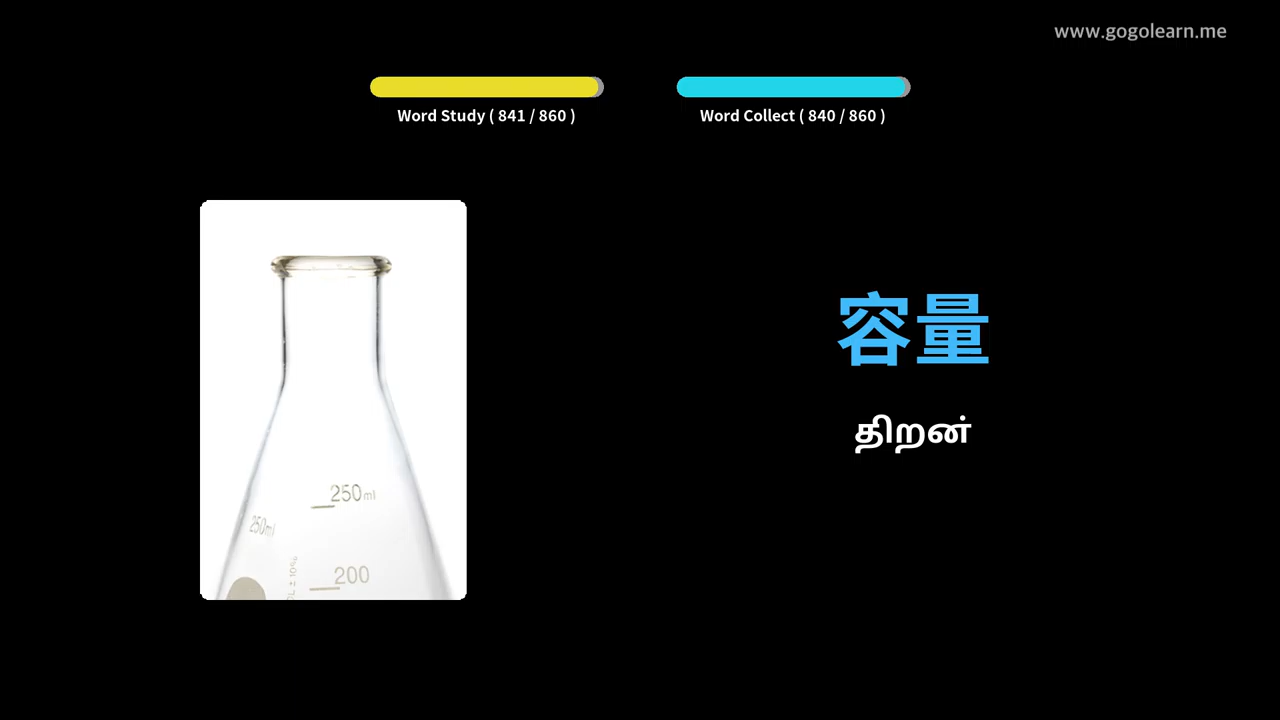 www.gogolearn.me
Word Study ( 841 / 860 )
Word Collect ( 840 / 860 )
容量
திறன்
250ml
250ml
200